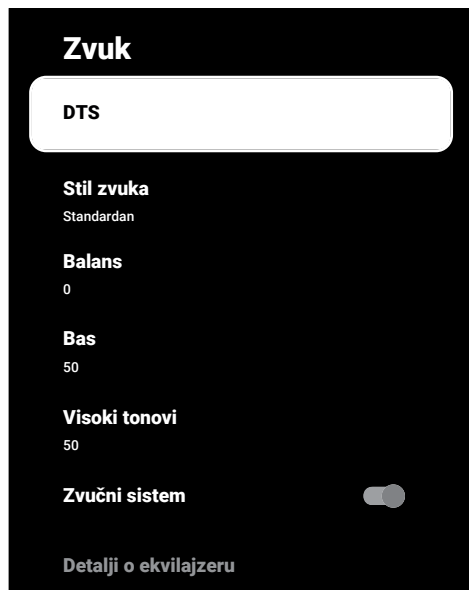 Zvuk
DTS
Stil zvuka
Standardan
Balans
0
Bas
50
Visoki tonovi
50
Zvučni sistem
Detalji o ekvilajzeru